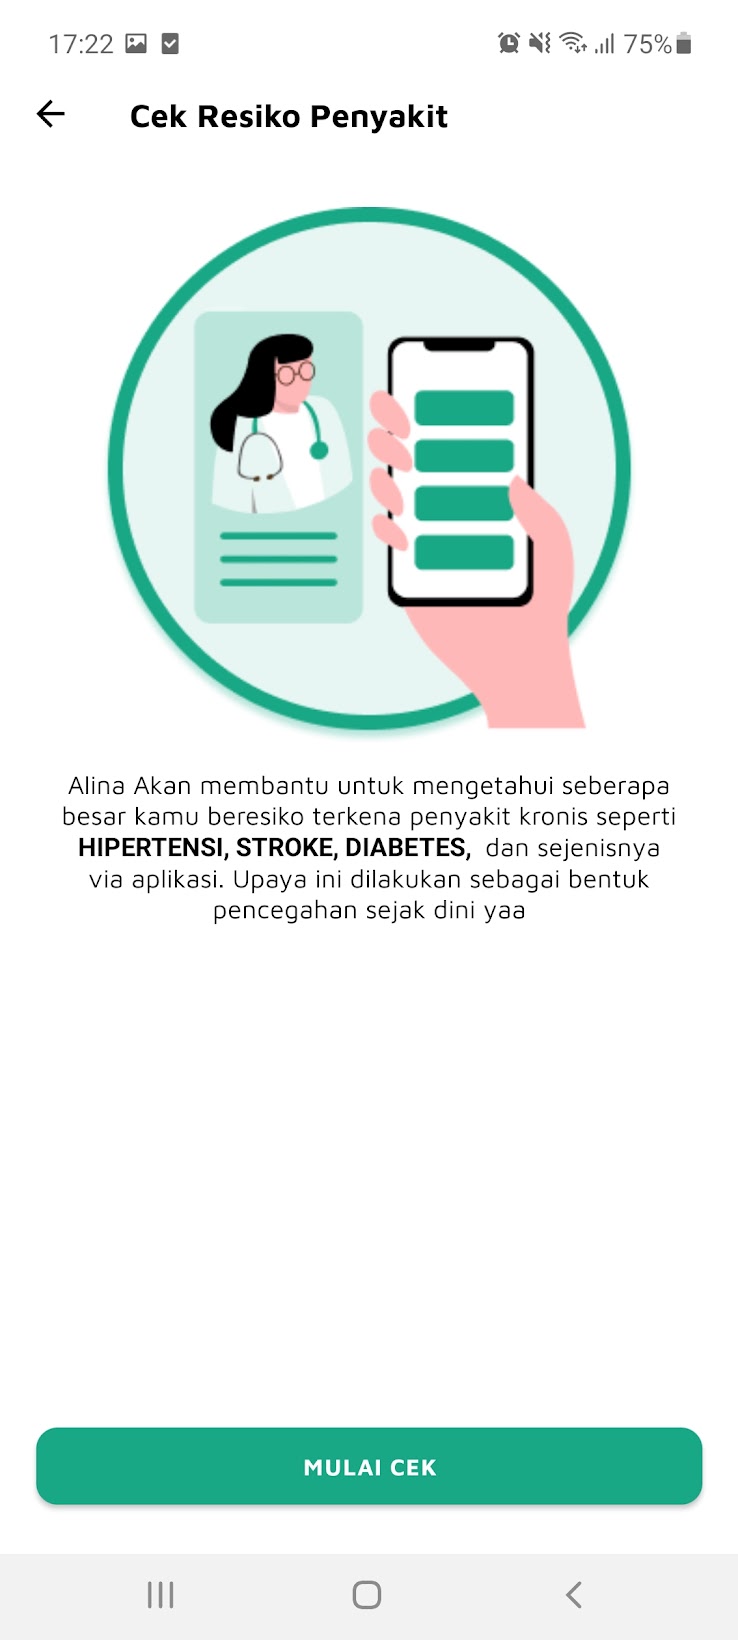 17:22
75%
Cek Resiko Penyakit
Alina Akan membantu untuk mengetahui seberapa
besar kamu beresiko terkena penyakit kronis seperti
HIPERTENSI, STROKE, DIABETES, dan sejenisnya
via aplikasi. Upaya ini dilakukan sebagai bentuk
pencegahan sejak dini yaa
MULAI CEK